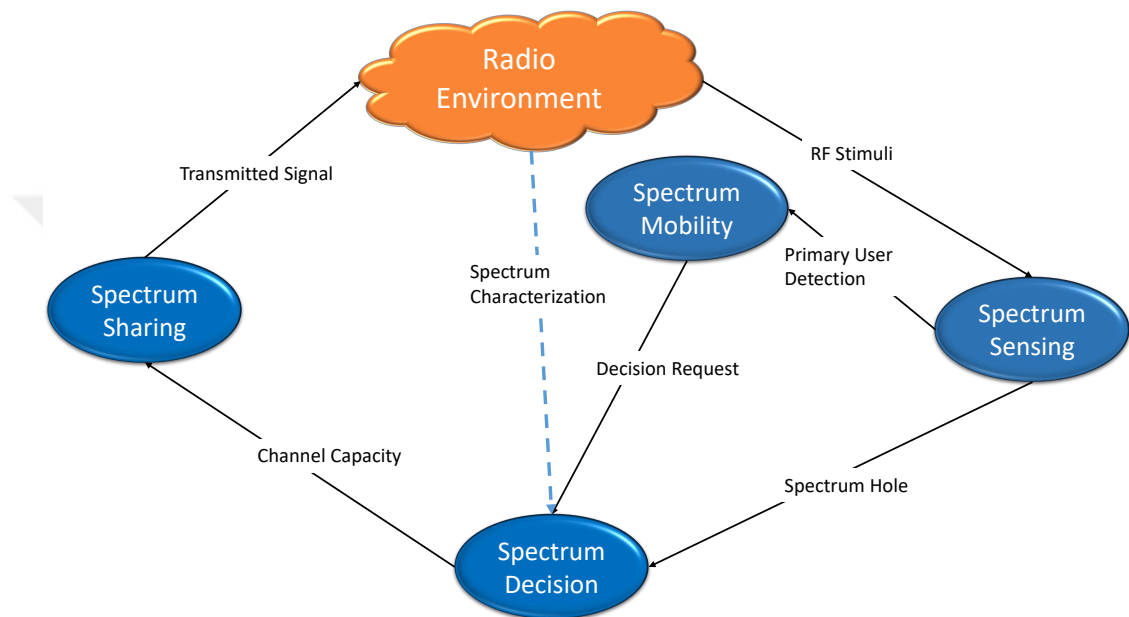 Radio
Environment
RF Stimuli
Transmitted Signal
Spectrum
Mobility
Primary User
Detection
Spectrum
Characterization
Spectrum
Sharing
Spectrum
Sensing
Decision Request
Channel Capacity
Spectrum Hole
Spectrum
Decision